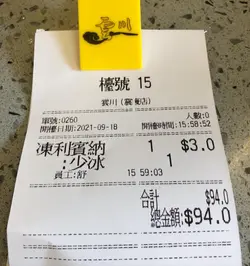 檯號 15
單號:0260
人數:0
開檯日期:2021-09-18
開檯時間:15:58:52
凍利賓納 1 $3.0
:少冰 1
員工:舒 15:59:03
合計 $94.0
總金額:$94.0